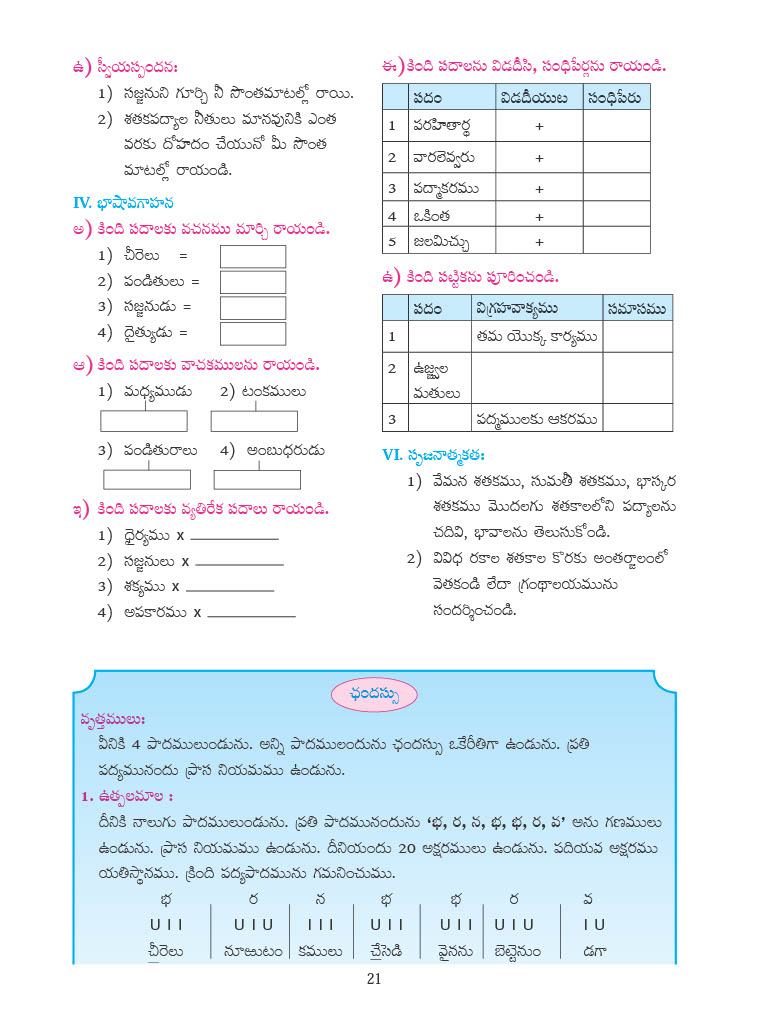 ఉ) స్వీయస్పందన:
1) సజ్జనుని గూర్చి నీ సొంతమాటల్లో రాయి.
2) శతకపద్యాల నీతులు మానవునికి ఎంత
వరకు దోహదం చేయునో మీ సొంత
మాటల్లో రాయండి.
IV. భాషావగాహన
అ) కింది పదాలకు వచనము మార్చి రాయండి.
1) చీరెలు =
2) పండితులు =
3) సజ్జనుడు =
4) దైత్యుడు =
ఆ) కింది పదాలకు వాచకములను రాయండి.
1) మధ్యముడు 2) టంకములు
3) పండితురాలు 4) అంబుధరుడు
ఇ) కింది పదాలకు వ్యతిరేక పదాలు రాయండి.
1) ధైర్యము x
2) సజ్జనులు x
3) శక్యము x
4) అపకారము x
ఈ) కింది పదాలను విడదీసి, సంధిపేర్లను రాయండి.
పదం విడదీయుట సంధిపేరు
1 పరహితార్థ +
2 వారలెవ్వరు +
3 పద్మాకరము +
4 ఒకింత +
5 జలమిచ్చు +
ఉ) కింది పట్టికను పూరించండి.
పదం విగ్రహవాక్యము సమాసము
1 తమ యొక్క కార్యము
2 ఉజ్జ్వల
మతులు
3 పద్మములకు ఆకరము
VI. సృజనాత్మకత:
1) వేమన శతకము, సుమతీ శతకము, భాస్కర
శతకము మొదలగు శతకాలలోని పద్యాలను
చదివి, భావాలను తెలుసుకోండి.
2) వివిధ రకాల శతకాల కొరకు అంతర్జాలంలో
వెతకండి లేదా గ్రంథాలయమును
సందర్శించండి.
ఛందస్సు
వృత్తములు:
వీనికి 4 పాదములుండును. అన్ని పాదములందును ఛందస్సు ఒకేరీతిగా ఉండును. ప్రతి
పద్యమునందు ప్రాస నియమము ఉండును.
1. ఉత్పలమాల :
దీనికి నాలుగు పాదములుండును. ప్రతి పాదమునందును ‘భ, ర, న, భ, భ, ర, వ’ అను గణములు
ఉండును. ప్రాస నియమము ఉండును. దీనియందు 20 అక్షరములు ఉండును. పదియవ అక్షరము
యతిస్థానము. క్రింది పద్యపాదమును గమనించుము.
భ ర న భ భ ర వ
U I I U I U I I I U I I U I I U I U I U
చీరెలు నూఱుటం కములు చేసెడి వైనను బెట్టెనుం డగా
21